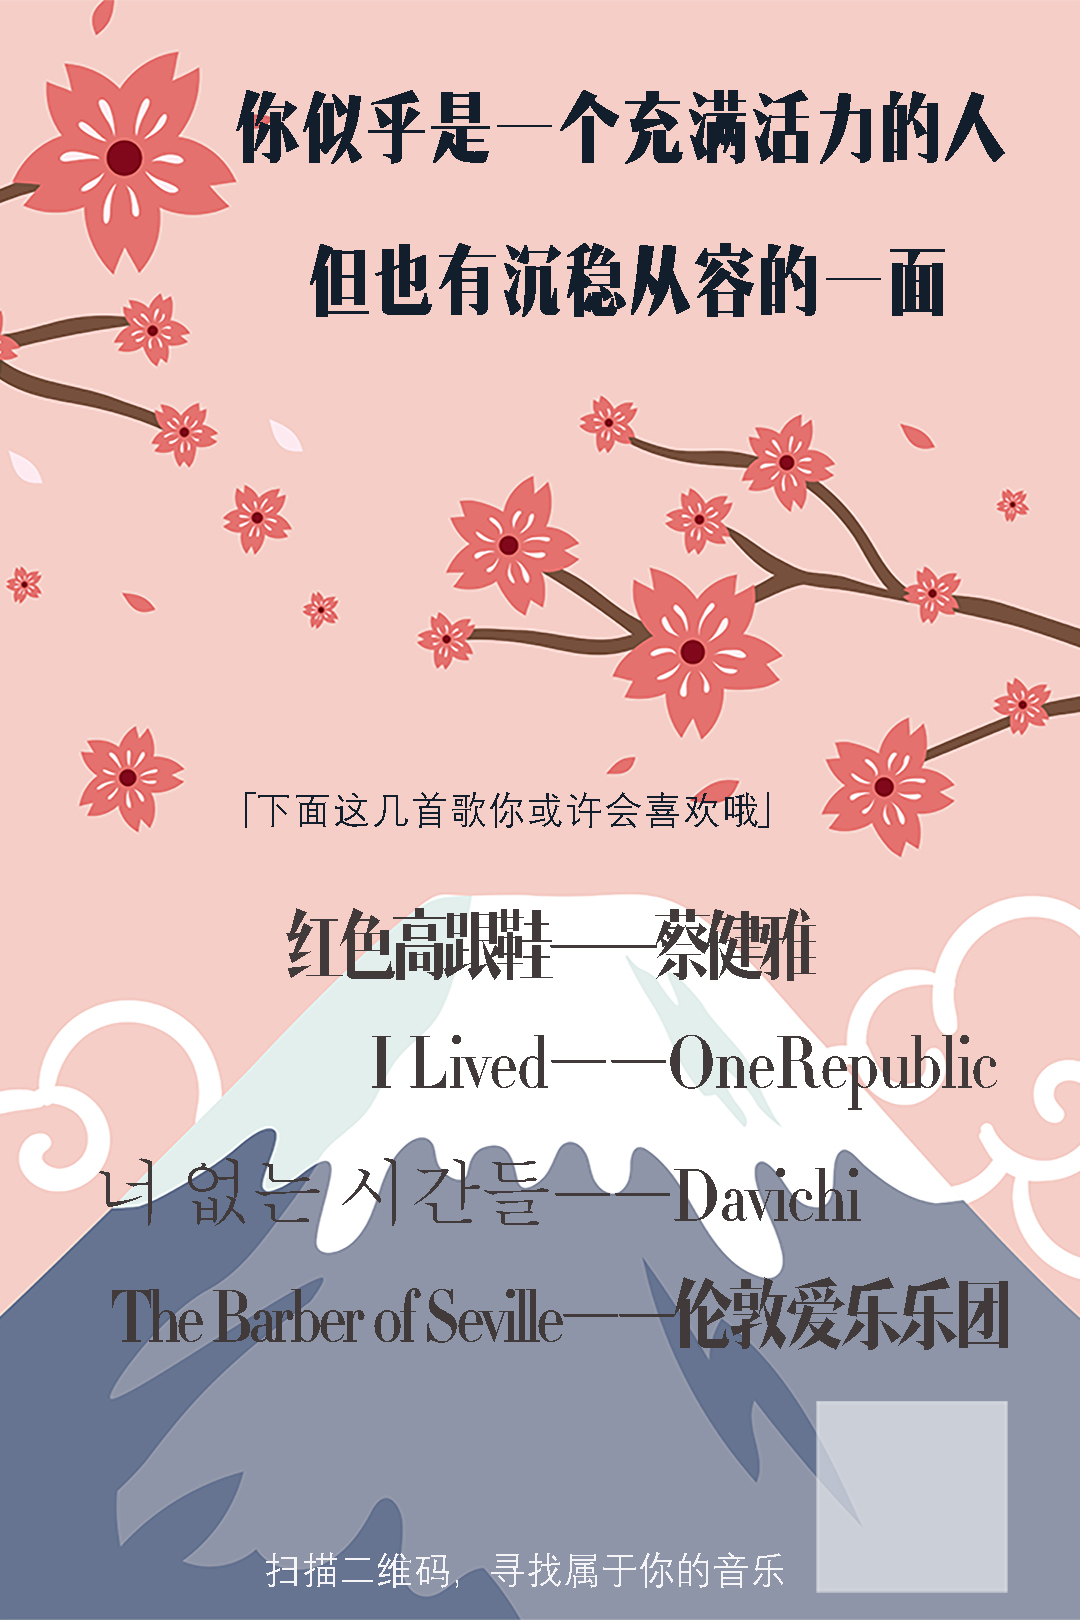 你似乎是一个充满活力的人
但也有沉稳从容的一面
「下面这几首歌你或许会喜欢哦」
红色高跟鞋——蔡健雅
I Lived——OneRepublic
너 없는 시간들——Davichi
The Barber of Seville——伦敦爱乐乐团
扫描二维码，寻找属于你的音乐